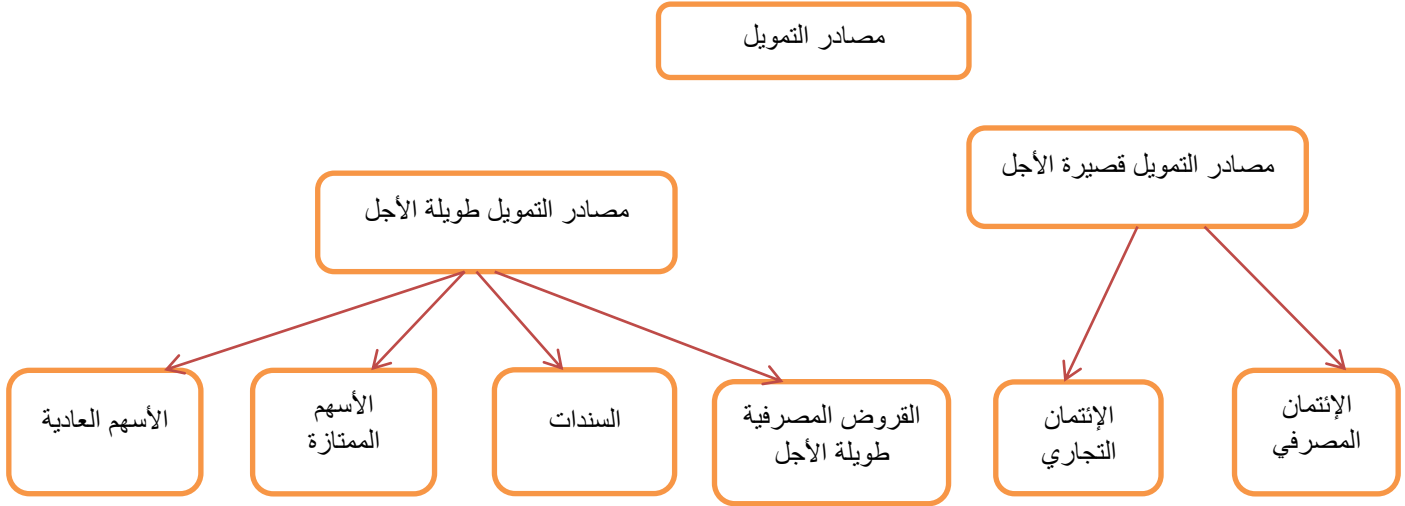 مصادر التمويل
مصادر التمويل قصيرة الأجل
مصادر التمويل طويلة الأجل
الإئتمان
المصرفي
الإئتمان
التجاري
القروض المصرفية
طويلة الأجل
السندات
الأسهم
الممتازة
الأسهم العادية